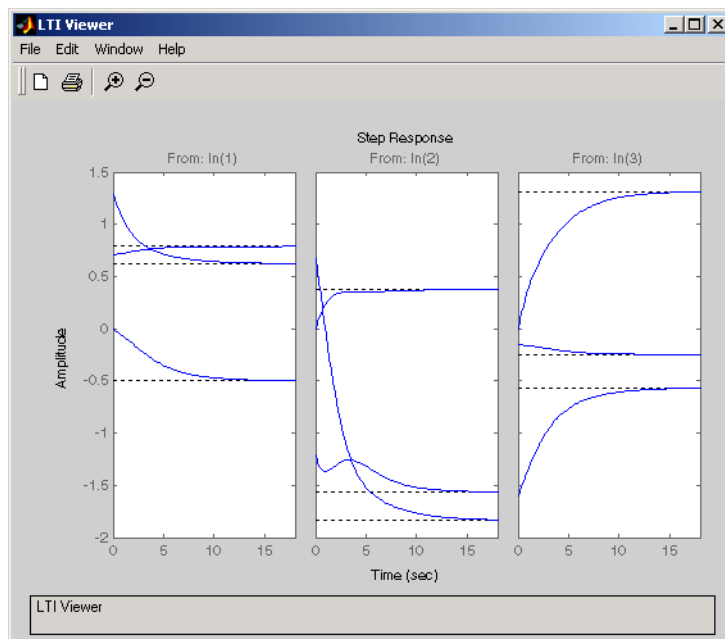 LTI Viewer
File Edit Window Help
Step Response
From: In(1) From: In(2) From: In(3)
Amplitude
1.5
1
0.5
0
-0.5
-1
-1.5
-2
0 5 10 15 0 5 10 15 0 5 10 15
Time (sec)
LTI Viewer